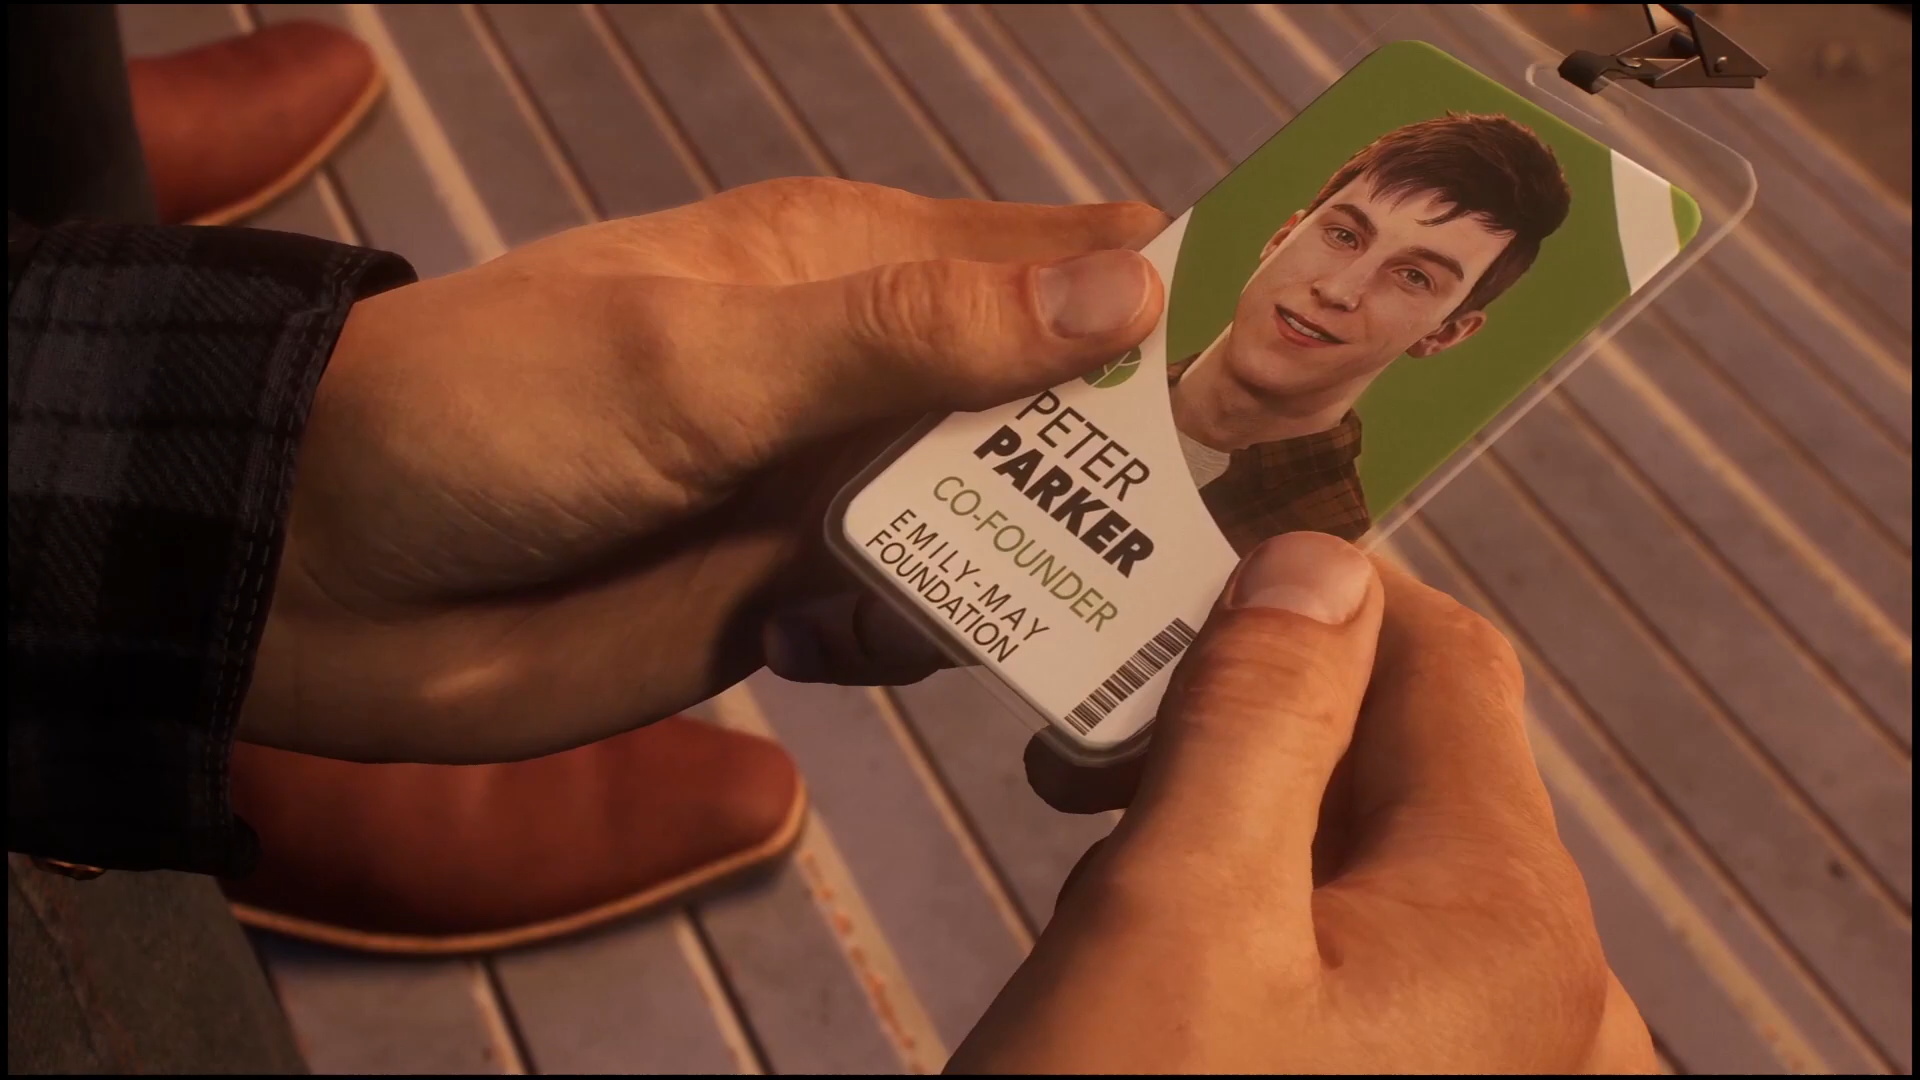 PETER
PARKER
CO-FOUNDER
EMILY-MAY
FOUNDATION